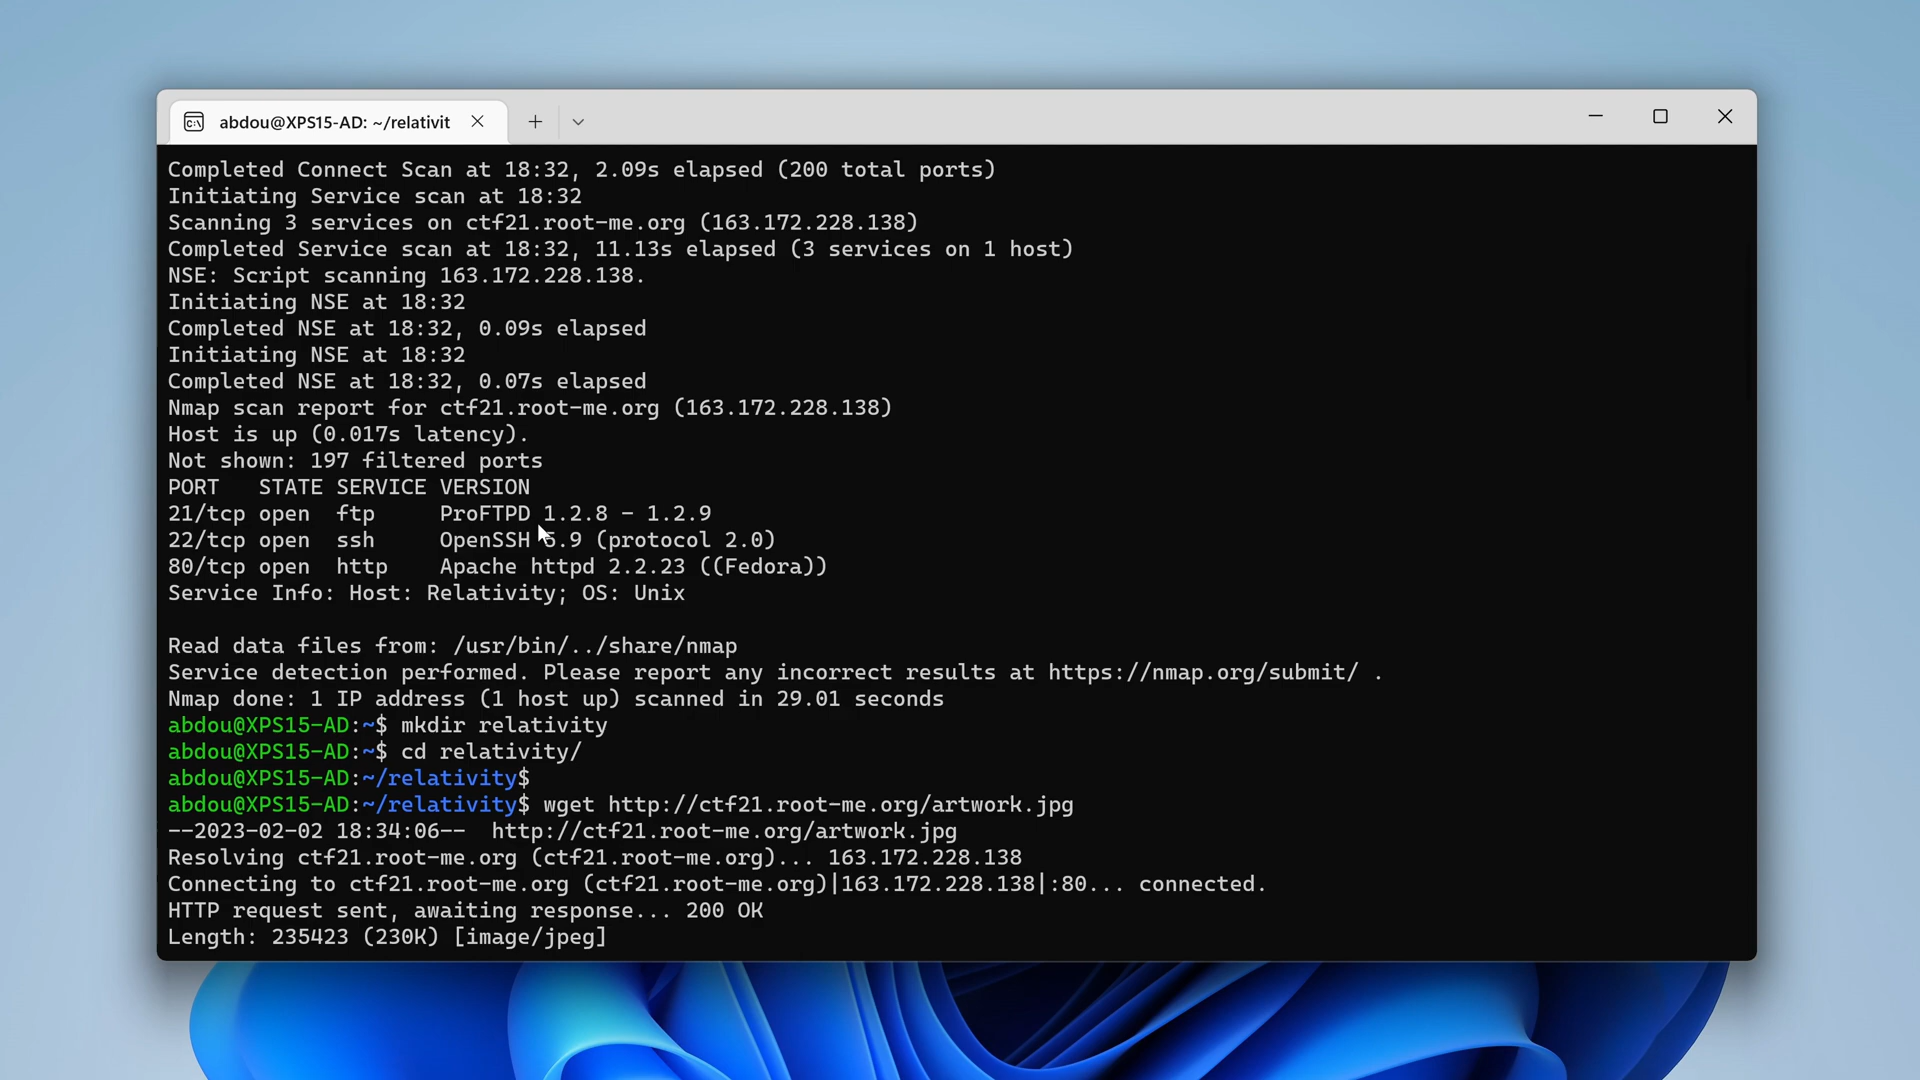 abdou@XPS15-AD: ~/relativit
Completed Connect Scan at 18:32, 2.09s elapsed (200 total ports)
Initiating Service scan at 18:32
Scanning 3 services on ctf21.root-me.org (163.172.228.138)
Completed Service scan at 18:32, 11.13s elapsed (3 services on 1 host)
NSE: Script scanning 163.172.228.138.
Initiating NSE at 18:32
Completed NSE at 18:32, 0.09s elapsed
Initiating NSE at 18:32
Completed NSE at 18:32, 0.07s elapsed
Nmap scan report for ctf21.root-me.org (163.172.228.138)
Host is up (0.017s latency).
Not shown: 197 filtered ports
PORT   STATE SERVICE VERSION
21/tcp open  ftp     ProFTPD 1.2.8 - 1.2.9
22/tcp open  ssh     OpenSSH 5.9 (protocol 2.0)
80/tcp open  http    Apache httpd 2.2.23 ((Fedora))
Service Info: Host: Relativity; OS: Unix
Read data files from: /usr/bin/../share/nmap
Service detection performed. Please report any incorrect results at https://nmap.org/submit/ .
Nmap done: 1 IP address (1 host up) scanned in 29.01 seconds
abdou@XPS15-AD:~$ mkdir relativity
abdou@XPS15-AD:~$ cd relativity/
abdou@XPS15-AD:~/relativity$
abdou@XPS15-AD:~/relativity$ wget http://ctf21.root-me.org/artwork.jpg
--2023-02-02 18:34:06--  http://ctf21.root-me.org/artwork.jpg
Resolving ctf21.root-me.org (ctf21.root-me.org)... 163.172.228.138
Connecting to ctf21.root-me.org (ctf21.root-me.org)|163.172.228.138|:80... connected.
HTTP request sent, awaiting response... 200 OK
Length: 235423 (230K) [image/jpeg]